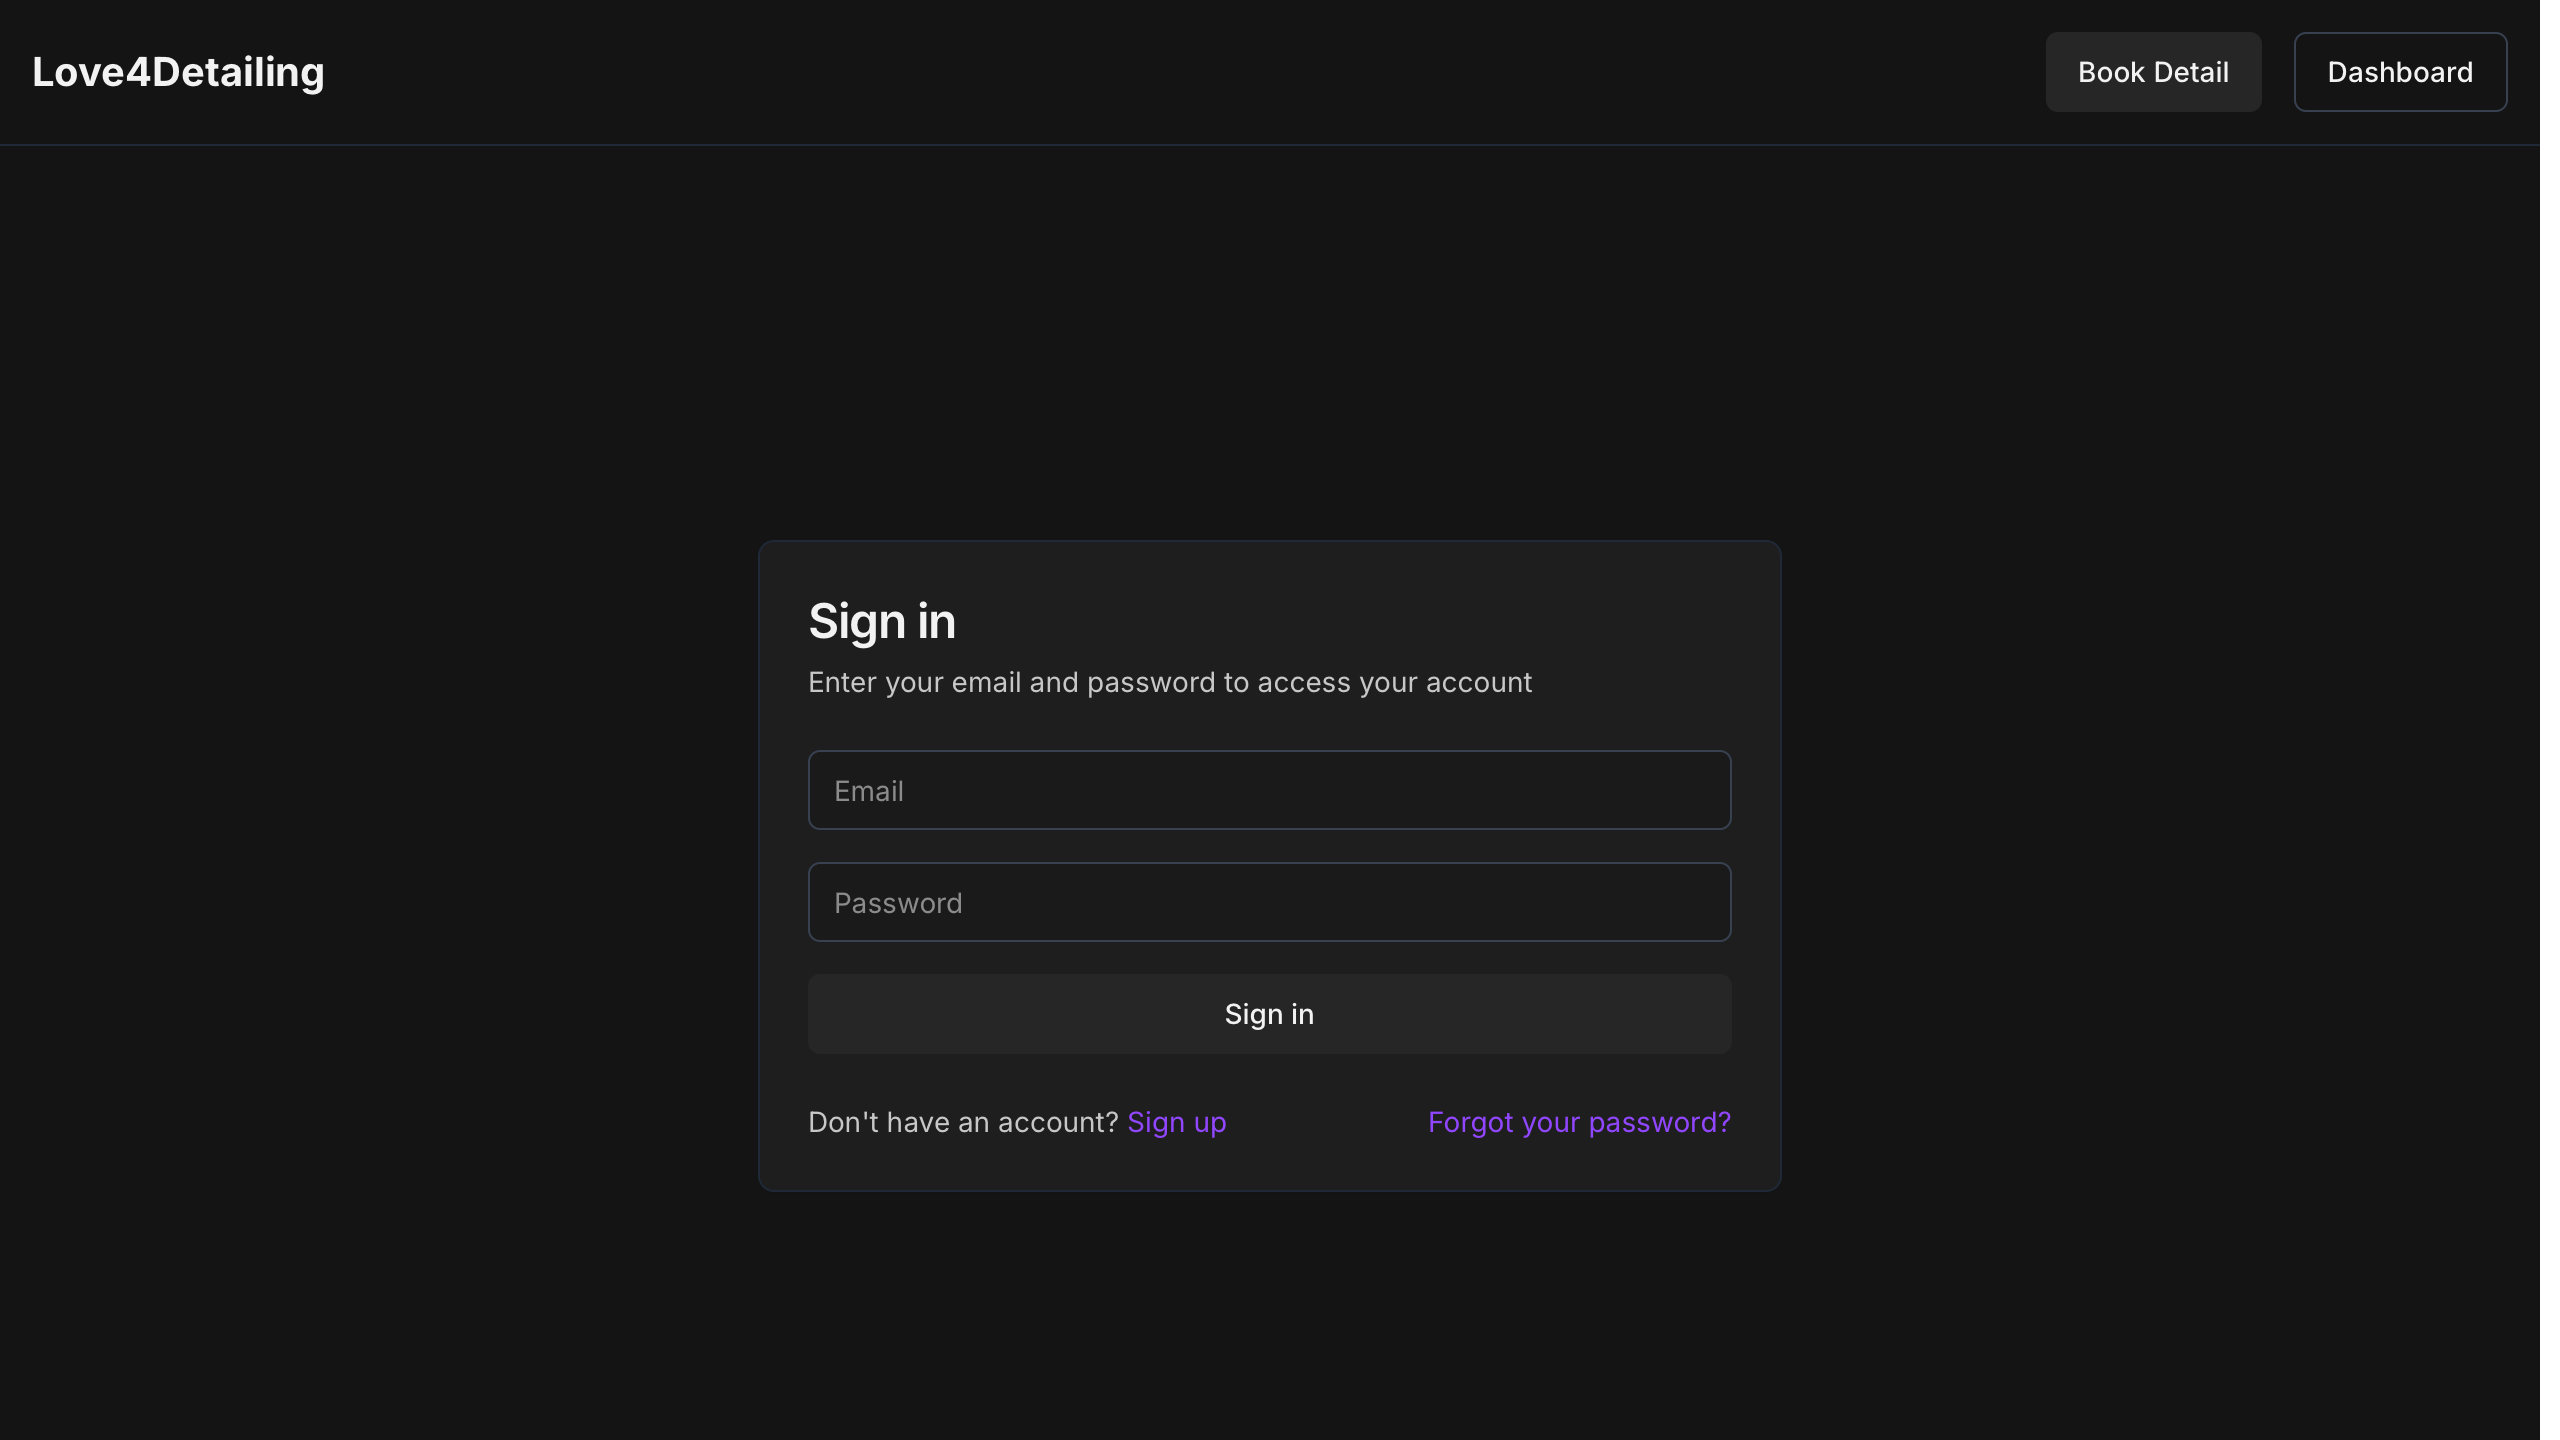 Love4Detailing
Book Detail
Dashboard
Sign in
Enter your email and password to access your account
Email
Password
Sign in
Don't have an account? Sign up
Forgot your password?